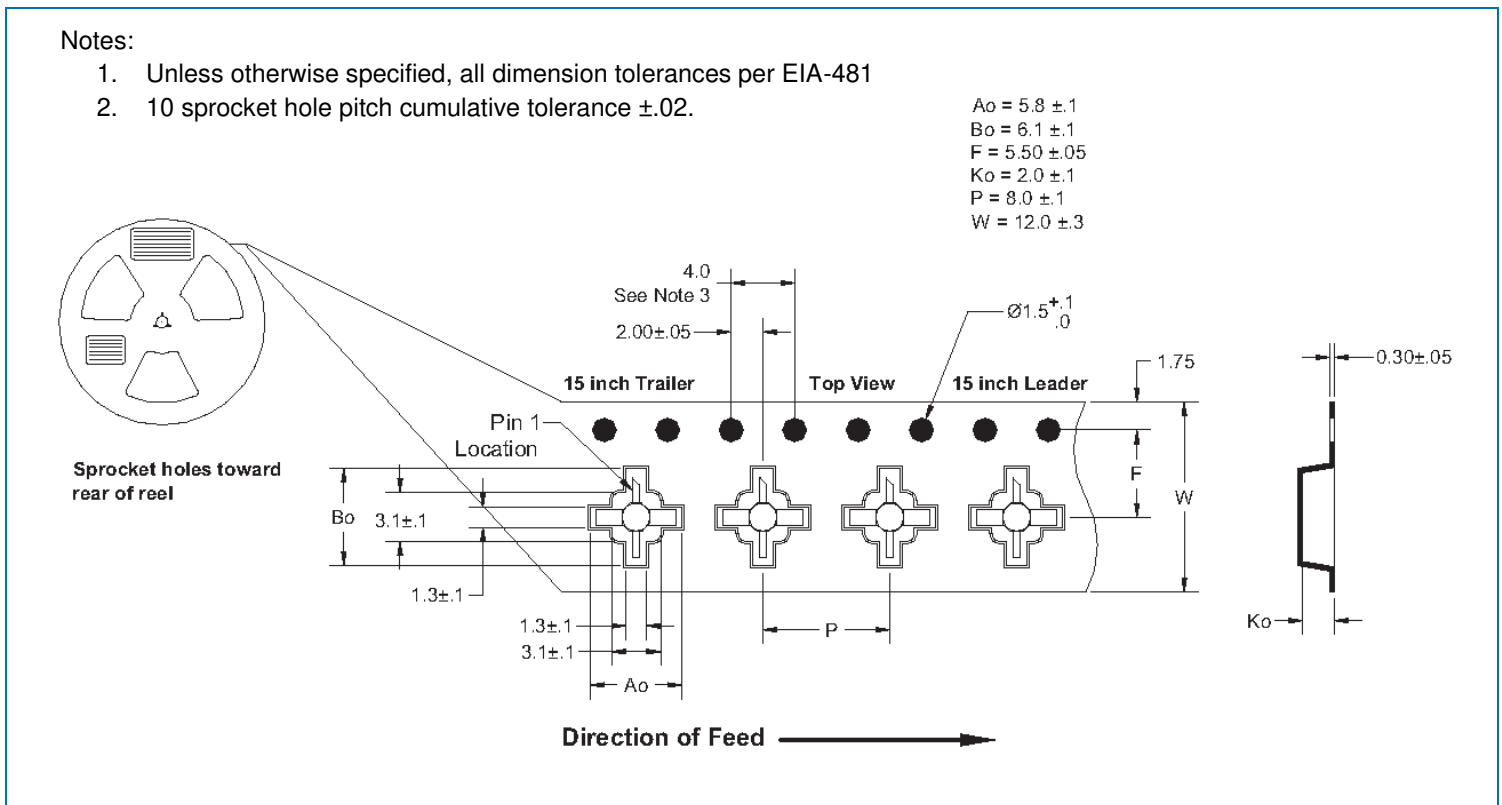 Notes:
1. Unless otherwise specified, all dimension tolerances per EIA-481
2. 10 sprocket hole pitch cumulative tolerance ±.02.
Ao = 5.8 ±.1
Bo = 6.1 ±.1
F = 5.50 ±.05
Ko = 2.0 ±.1
P = 8.0 ±.1
W = 12.0 ±.3
4.0
See Note 3
2.00±.05
Ø1.5 +.1
.0
1.75
0.30±.05
15 inch Trailer
Top View
15 inch Leader
Pin 1
Location
Sprocket holes toward
rear of reel
F
W
Bo
3.1±.1
1.3±.1
1.3±.1
3.1±.1
Ao
P
Ko
Direction of Feed